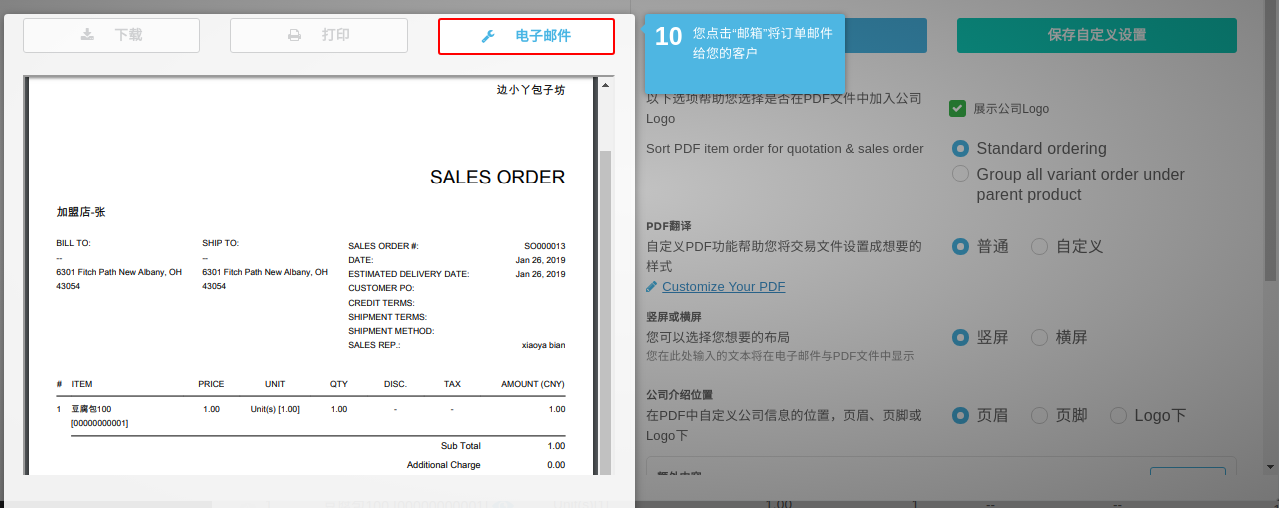 下载
打印
电子邮件
10 您点击“邮箱”将订单邮件
给您的客户
保存自定义设置
边小丫包子坊
SALES ORDER
加盟店-张
BILL TO:
--
6301 Fitch Path New Albany, OH
43054
SHIP TO:
--
6301 Fitch Path New Albany, OH
43054
SALES ORDER #: SO000013
DATE: Jan 26, 2019
ESTIMATED DELIVERY DATE: Jan 26, 2019
CUSTOMER PO:
CREDIT TERMS:
SHIPMENT TERMS:
SHIPMENT METHOD:
SALES REP.: xiaoya bian
# ITEM PRICE UNIT QTY DISC. TAX AMOUNT (CNY)
1 豆腐包100 1.00 Unit(s) [1.00] 1.00 - - 1.00
[00000000001]
Sub Total 1.00
Additional Charge 0.00
以下选项帮助您选择是否在PDF文件中加入公司
Logo
展示公司Logo
Sort PDF item order for quotation & sales order
Standard ordering
Group all variant order under
parent product
PDF翻译
自定义PDF功能帮助您将交易文件设置成想要的
样式
Customize Your PDF
普通
自定义
竖屏或横屏
您可以选择您想要的布局
您在此处输入的文本将在电子邮件与PDF文件中显示
竖屏
横屏
公司介绍位置
在PDF中自定义公司信息的位置，页眉、页脚或
Logo下
页眉
页脚
Logo下
额外内容
1.00 1 -- --